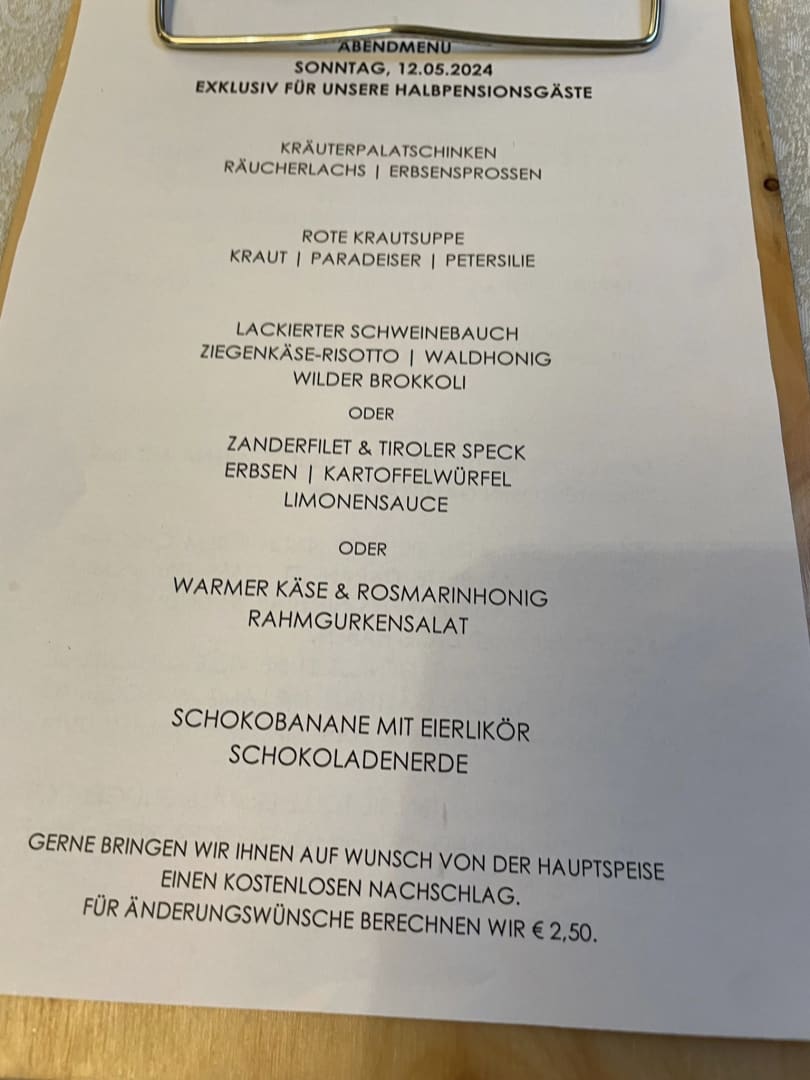 ABENDMENÜ
SONNTAG, 12.05.2024
EXKLUSIV FÜR UNSERE HALBPENSIONSGÄSTE
KRÄUTERPALATSCHINKEN
RÄUCHERLACHS | ERBSENSPROSSEN
ROTE KRAUTSUPPE
KRAUT | PARADEISER | PETERSILIE
LACKIERTER SCHWEINEBAUCH
ZIEGENKÄSE-RISOTTO | WALDHONIG
WILDER BROKKOLI
ODER
ZANDERFILET & TIROLER SPECK
ERBSEN | KARTOFFELWÜRFEL
LIMONENSAUCE
ODER
WARMER KÄSE & ROSMARINHONIG
RAHMGURKENSALAT
SCHOKOBANANE MIT EIERLIKÖR
SCHOKOLADENERDE
GERNE BRINGEN WIR IHNEN AUF WUNSCH VON DER HAUPTSPEISE
EINEN KOSTENLOSEN NACHSCHLAG.
FÜR ÄNDERUNGSWÜNSCHE BERECHNEN WIR € 2,50.